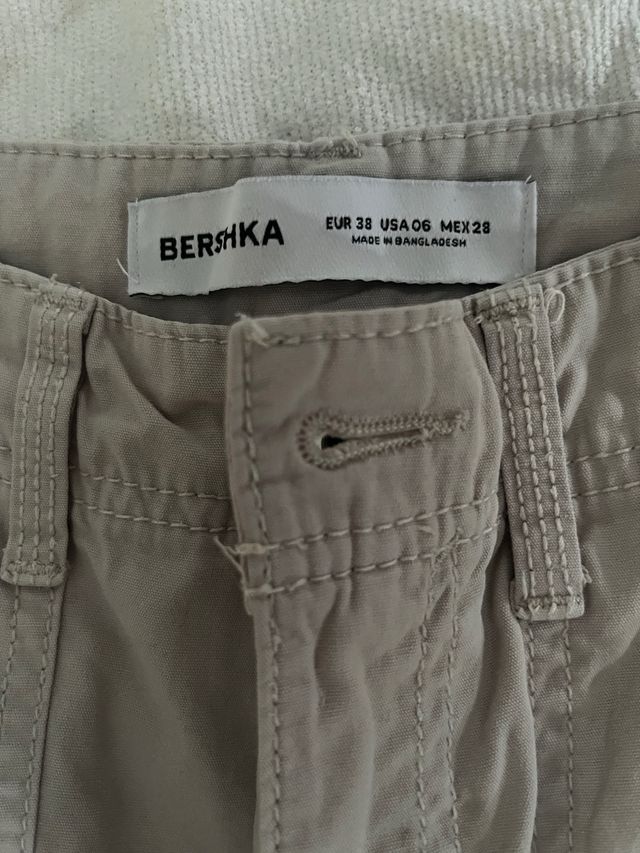 BERSHKA
EUR 38 USA 06 MEX 28
MADE IN BANGLADESH